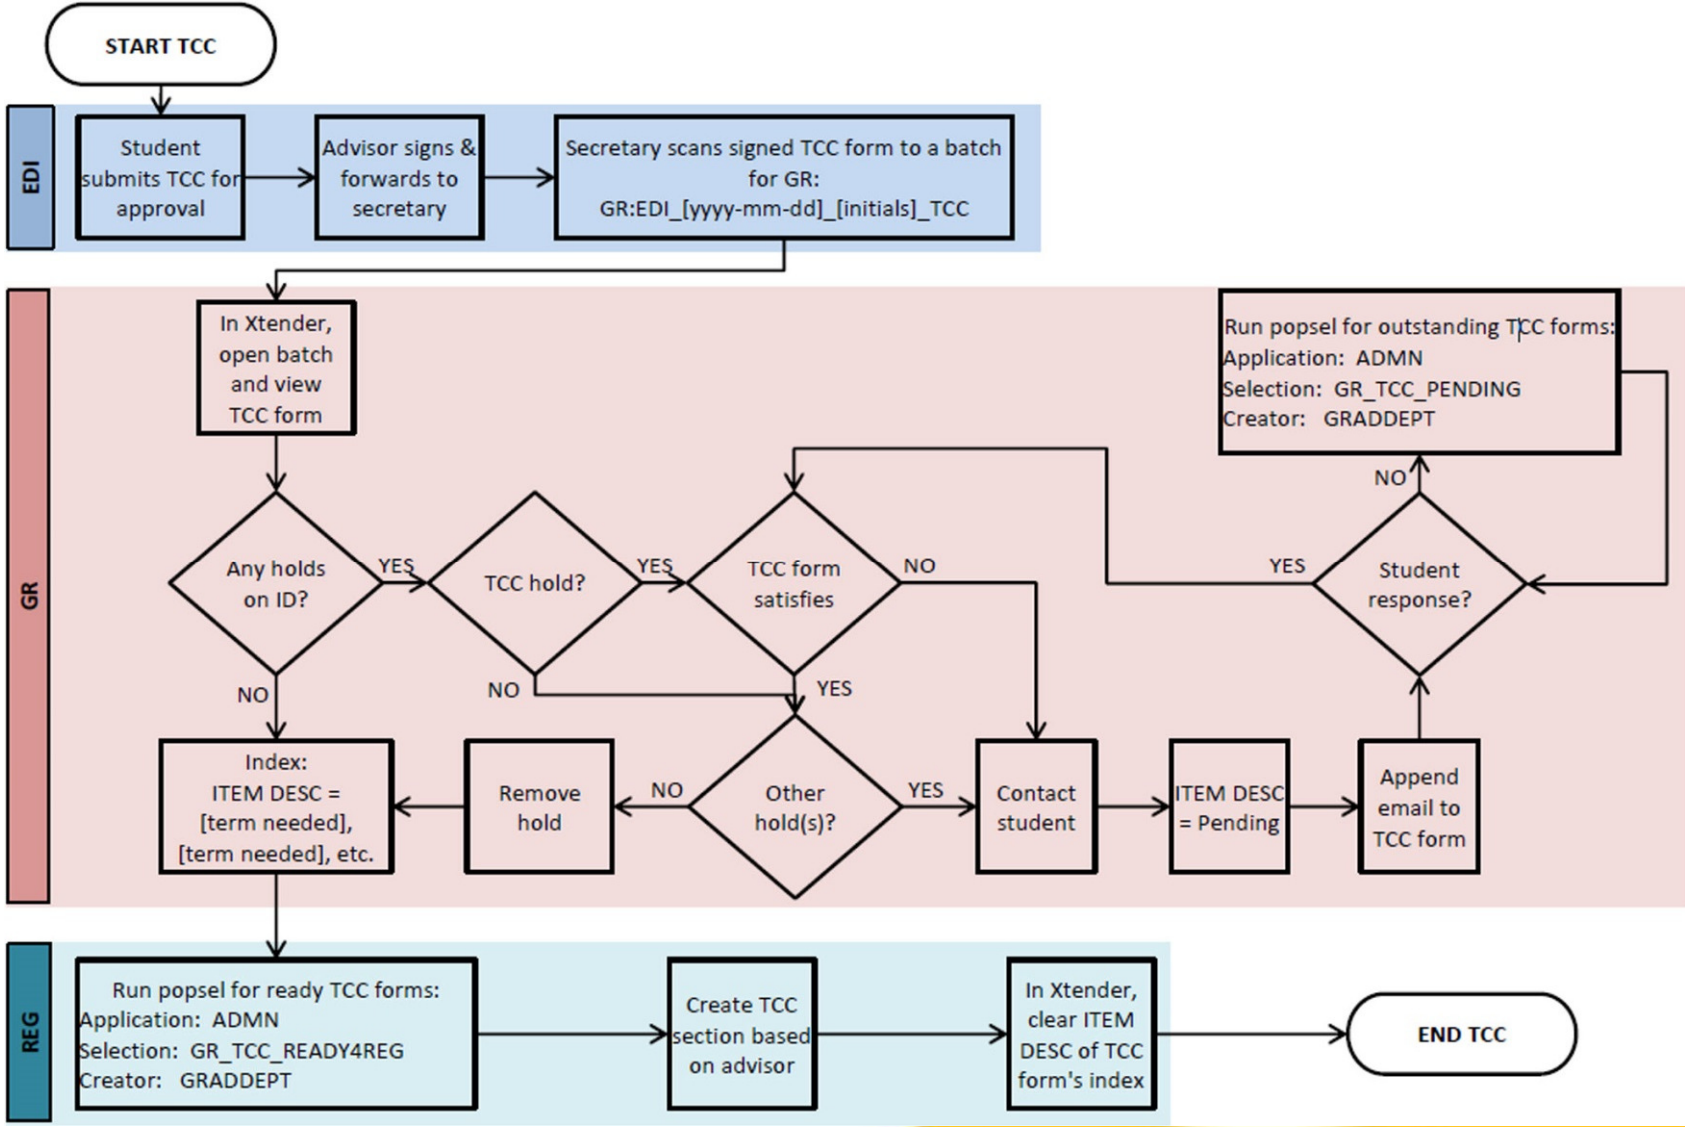 START TCC
EDI
Student
submits TCC for
approval
Advisor signs &
forwards to
secretary
Secretary scans signed TCC form to a batch
for GR:
GR:EDI_[yyyy-mm-dd]_[initials]_TCC
GR
In Xtender,
open batch
and view
TCC form
Run popsel for outstanding TCC forms:
Application: ADMN
Selection: GR_TCC_PENDING
Creator: GRADDEPT
NO
Any holds
on ID?
YES
TCC hold?
YES
TCC form
satisfies
NO
YES
Student
response?
NO
NO
YES
Index:
ITEM DESC =
[term needed],
[term needed], etc.
Remove
hold
NO
Other
hold(s)?
YES
Contact
student
ITEM DESC
= Pending
Append
email to
TCC form
REG
Run popsel for ready TCC forms:
Application: ADMN
Selection: GR_TCC_READY4REG
Creator: GRADDEPT
Create TCC
section based
on advisor
In Xtender,
clear ITEM
DESC of TCC
form's index
END TCC